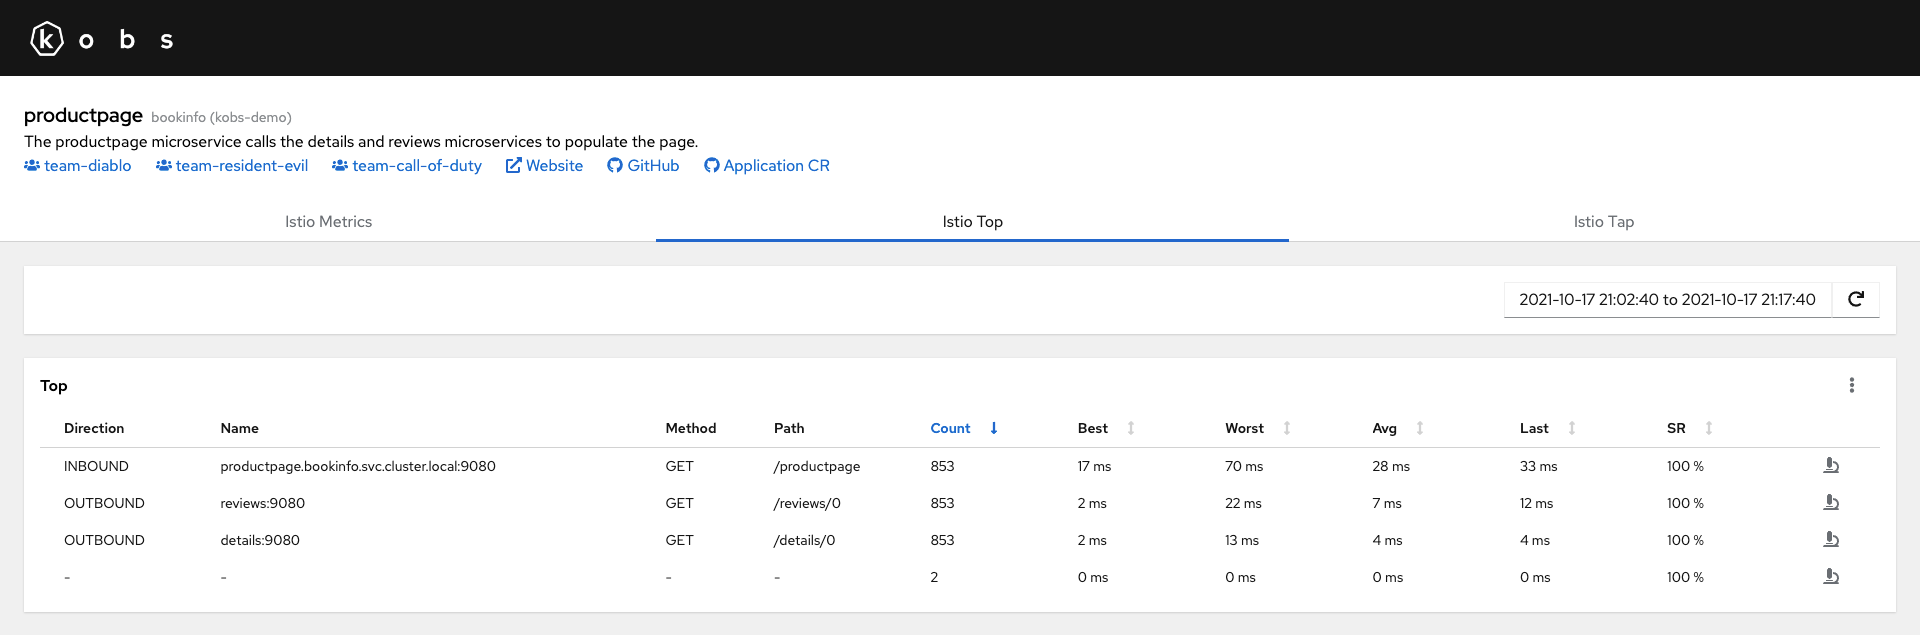 k o b s
productpage bookinfo (kobs-demo)
The productpage microservice calls the details and reviews microservices to populate the page.
team-diablo team-resident-evil team-call-of-duty Website GitHub Application CR
Istio Metrics Istio Top Istio Tap
2021-10-17 21:02:40 to 2021-10-17 21:17:40
Top
Direction Name Method Path Count Best Worst Avg Last SR
INBOUND productpage.bookinfo.svc.cluster.local:9080 GET /productpage 853 17 ms 70 ms 28 ms 33 ms 100 %
OUTBOUND reviews:9080 GET /reviews/0 853 2 ms 22 ms 7 ms 12 ms 100 %
OUTBOUND details:9080 GET /details/0 853 2 ms 13 ms 4 ms 4 ms 100 %
- - - - 2 0 ms 0 ms 0 ms 0 ms 100 %